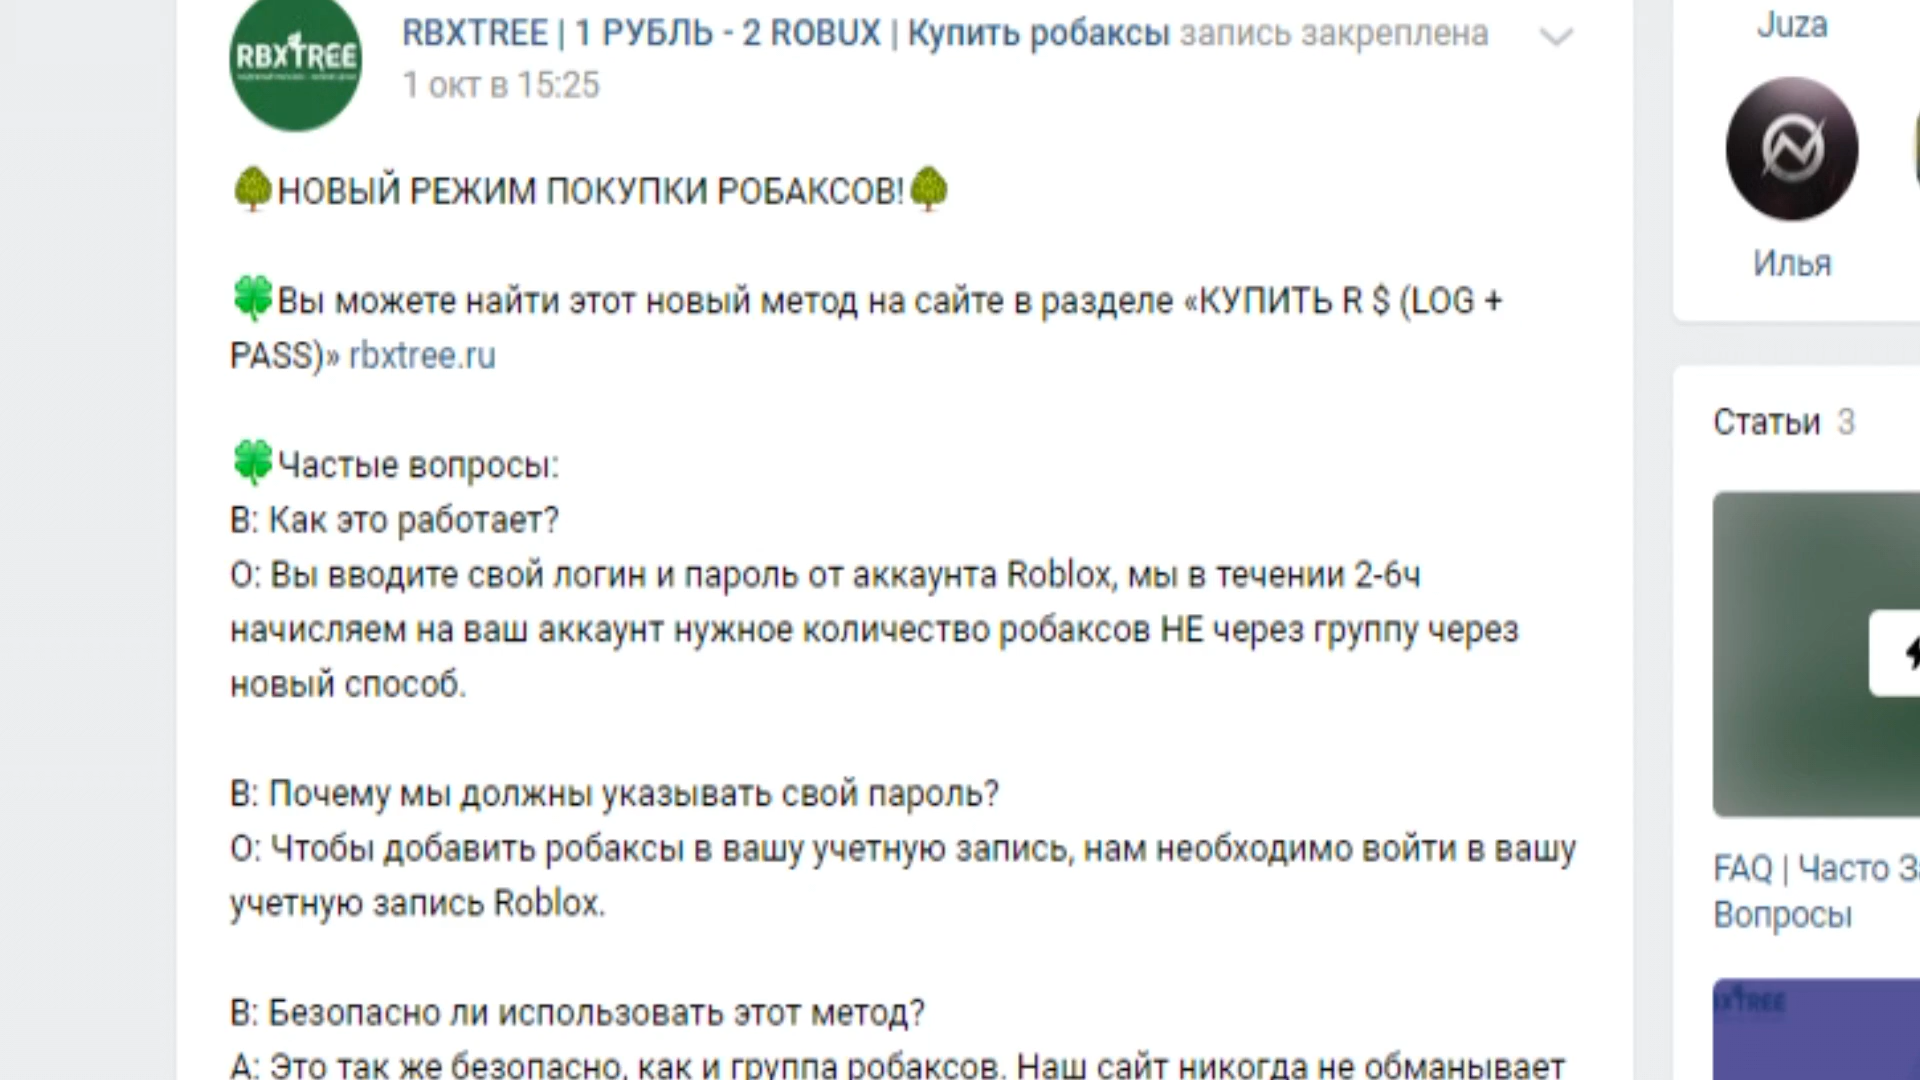 RBXTREE
RBXTREE | 1 РУБЛЬ - 2 ROBUX | Купить робаксы запись закреплена
1 окт в 15:25
НОВЫЙ РЕЖИМ ПОКУПКИ РОБАКСОВ!
Вы можете найти этот новый метод на сайте в разделе «КУПИТЬ R $ (LOG +
PASS)» rbxtree.ru
Частые вопросы:
В: Как это работает?
О: Вы вводите свой логин и пароль от аккаунта Roblox, мы в течении 2-6ч
начисляем на ваш аккаунт нужное количество робаксов НЕ через группу через
новый способ.
В: Почему мы должны указывать свой пароль?
О: Чтобы добавить робаксы в вашу учетную запись, нам необходимо войти в вашу
учетную запись Roblox.
В: Безопасно ли использовать этот метод?
А: Это так же безопасно, как и группа робаксов. Наш сайт никогда не обманывает
Juza
Илья
Статьи 3
FAQ | Часто
Вопросы